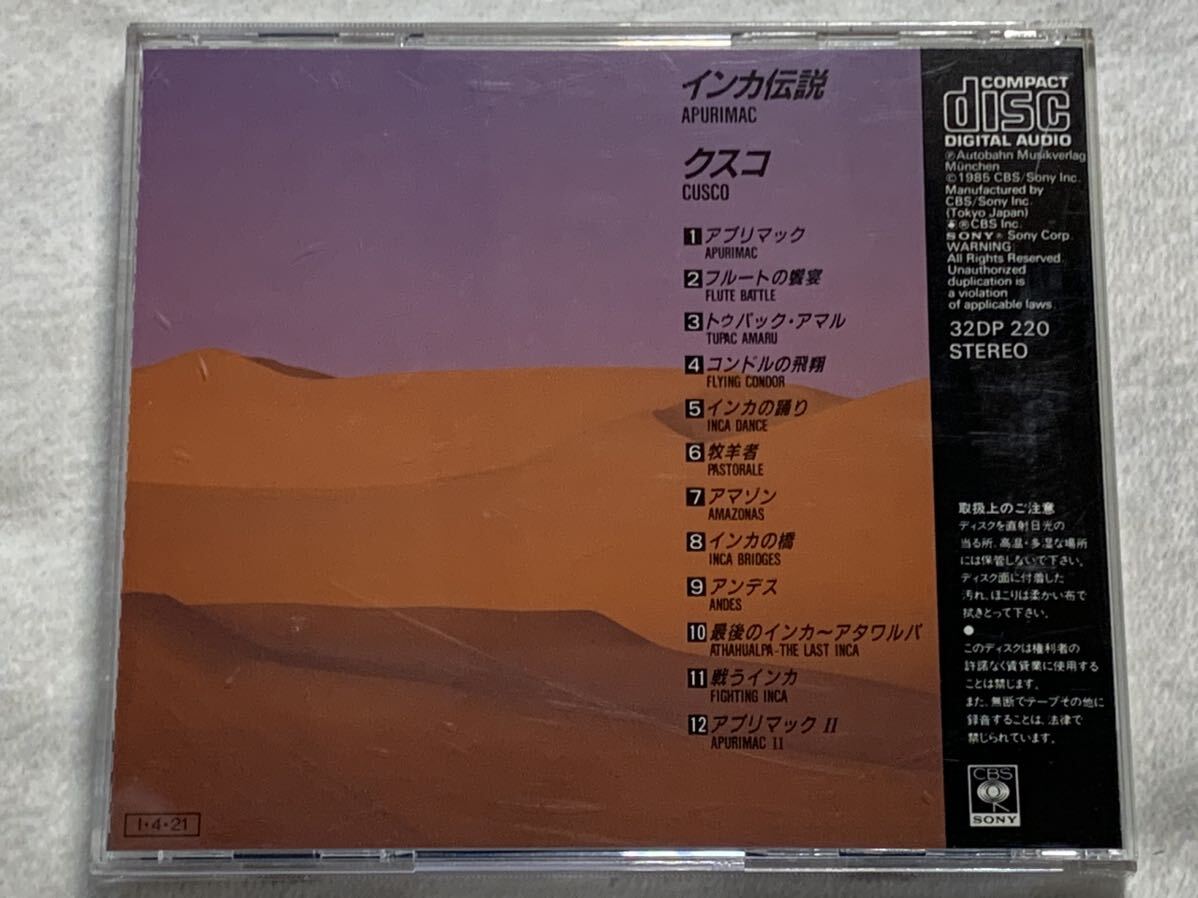 インカ伝説
APURIMAC
クスコ
CUSCO
1 アプリマック
APURIMAC
2 フルートの饗宴
FLUTE BATTLE
3 トゥパック・アマル
TUPAC AMARU
4 コンドルの飛翔
FLYING CONDOR
5 インカの踊り
INCA DANCE
6 牧羊者
PASTORALE
7 アマゾン
AMAZONAS
8 インカの橋
INCA BRIDGES
9 アンデス
ANDES
10 最後のインカ〜アタワルパ
ATHAHUALPA-THE LAST INCA
11 戦うインカ
FIGHTING INCA
12 アプリマック II
APURIMAC II
1・4・21
COMPACT
disc
DIGITAL AUDIO
Ⓟ Autobahn Musikverlag
München
© 1985 CBS/Sony Inc.
Manufactured by
CBS/Sony Inc.
(Tokyo Japan)
® CBS Inc.
SONY® Sony Corp.
WARNING
All Rights Reserved.
Unauthorized
duplication is
a violation
of applicable laws.
32DP 220
STEREO
取扱上のご注意
ディスクを直射日光の
当る所、高温・多湿な場所
には保管しないで下さい。
ディスク面に付着した
汚れ、ほこりは柔かい布で
拭きとって下さい。
●
このディスクは権利者の
許諾なく賃貸業に使用する
ことは禁じます。
また、無断でテープその他に
録音することは、法律で
禁じられています。
CBS
SONY